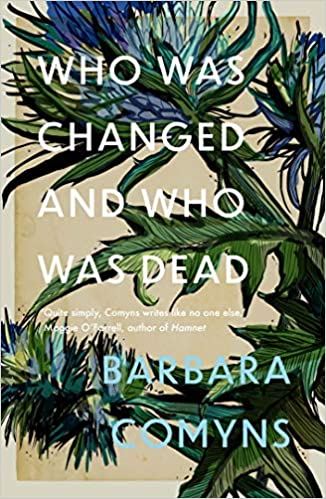 WHO WAS
CHANGED
AND WHO
WAS DEAD
'Quite simply, Comyns writes like no one else.'
Maggie O'Farrell, author of Hamnet
BARBARA
COMYNS